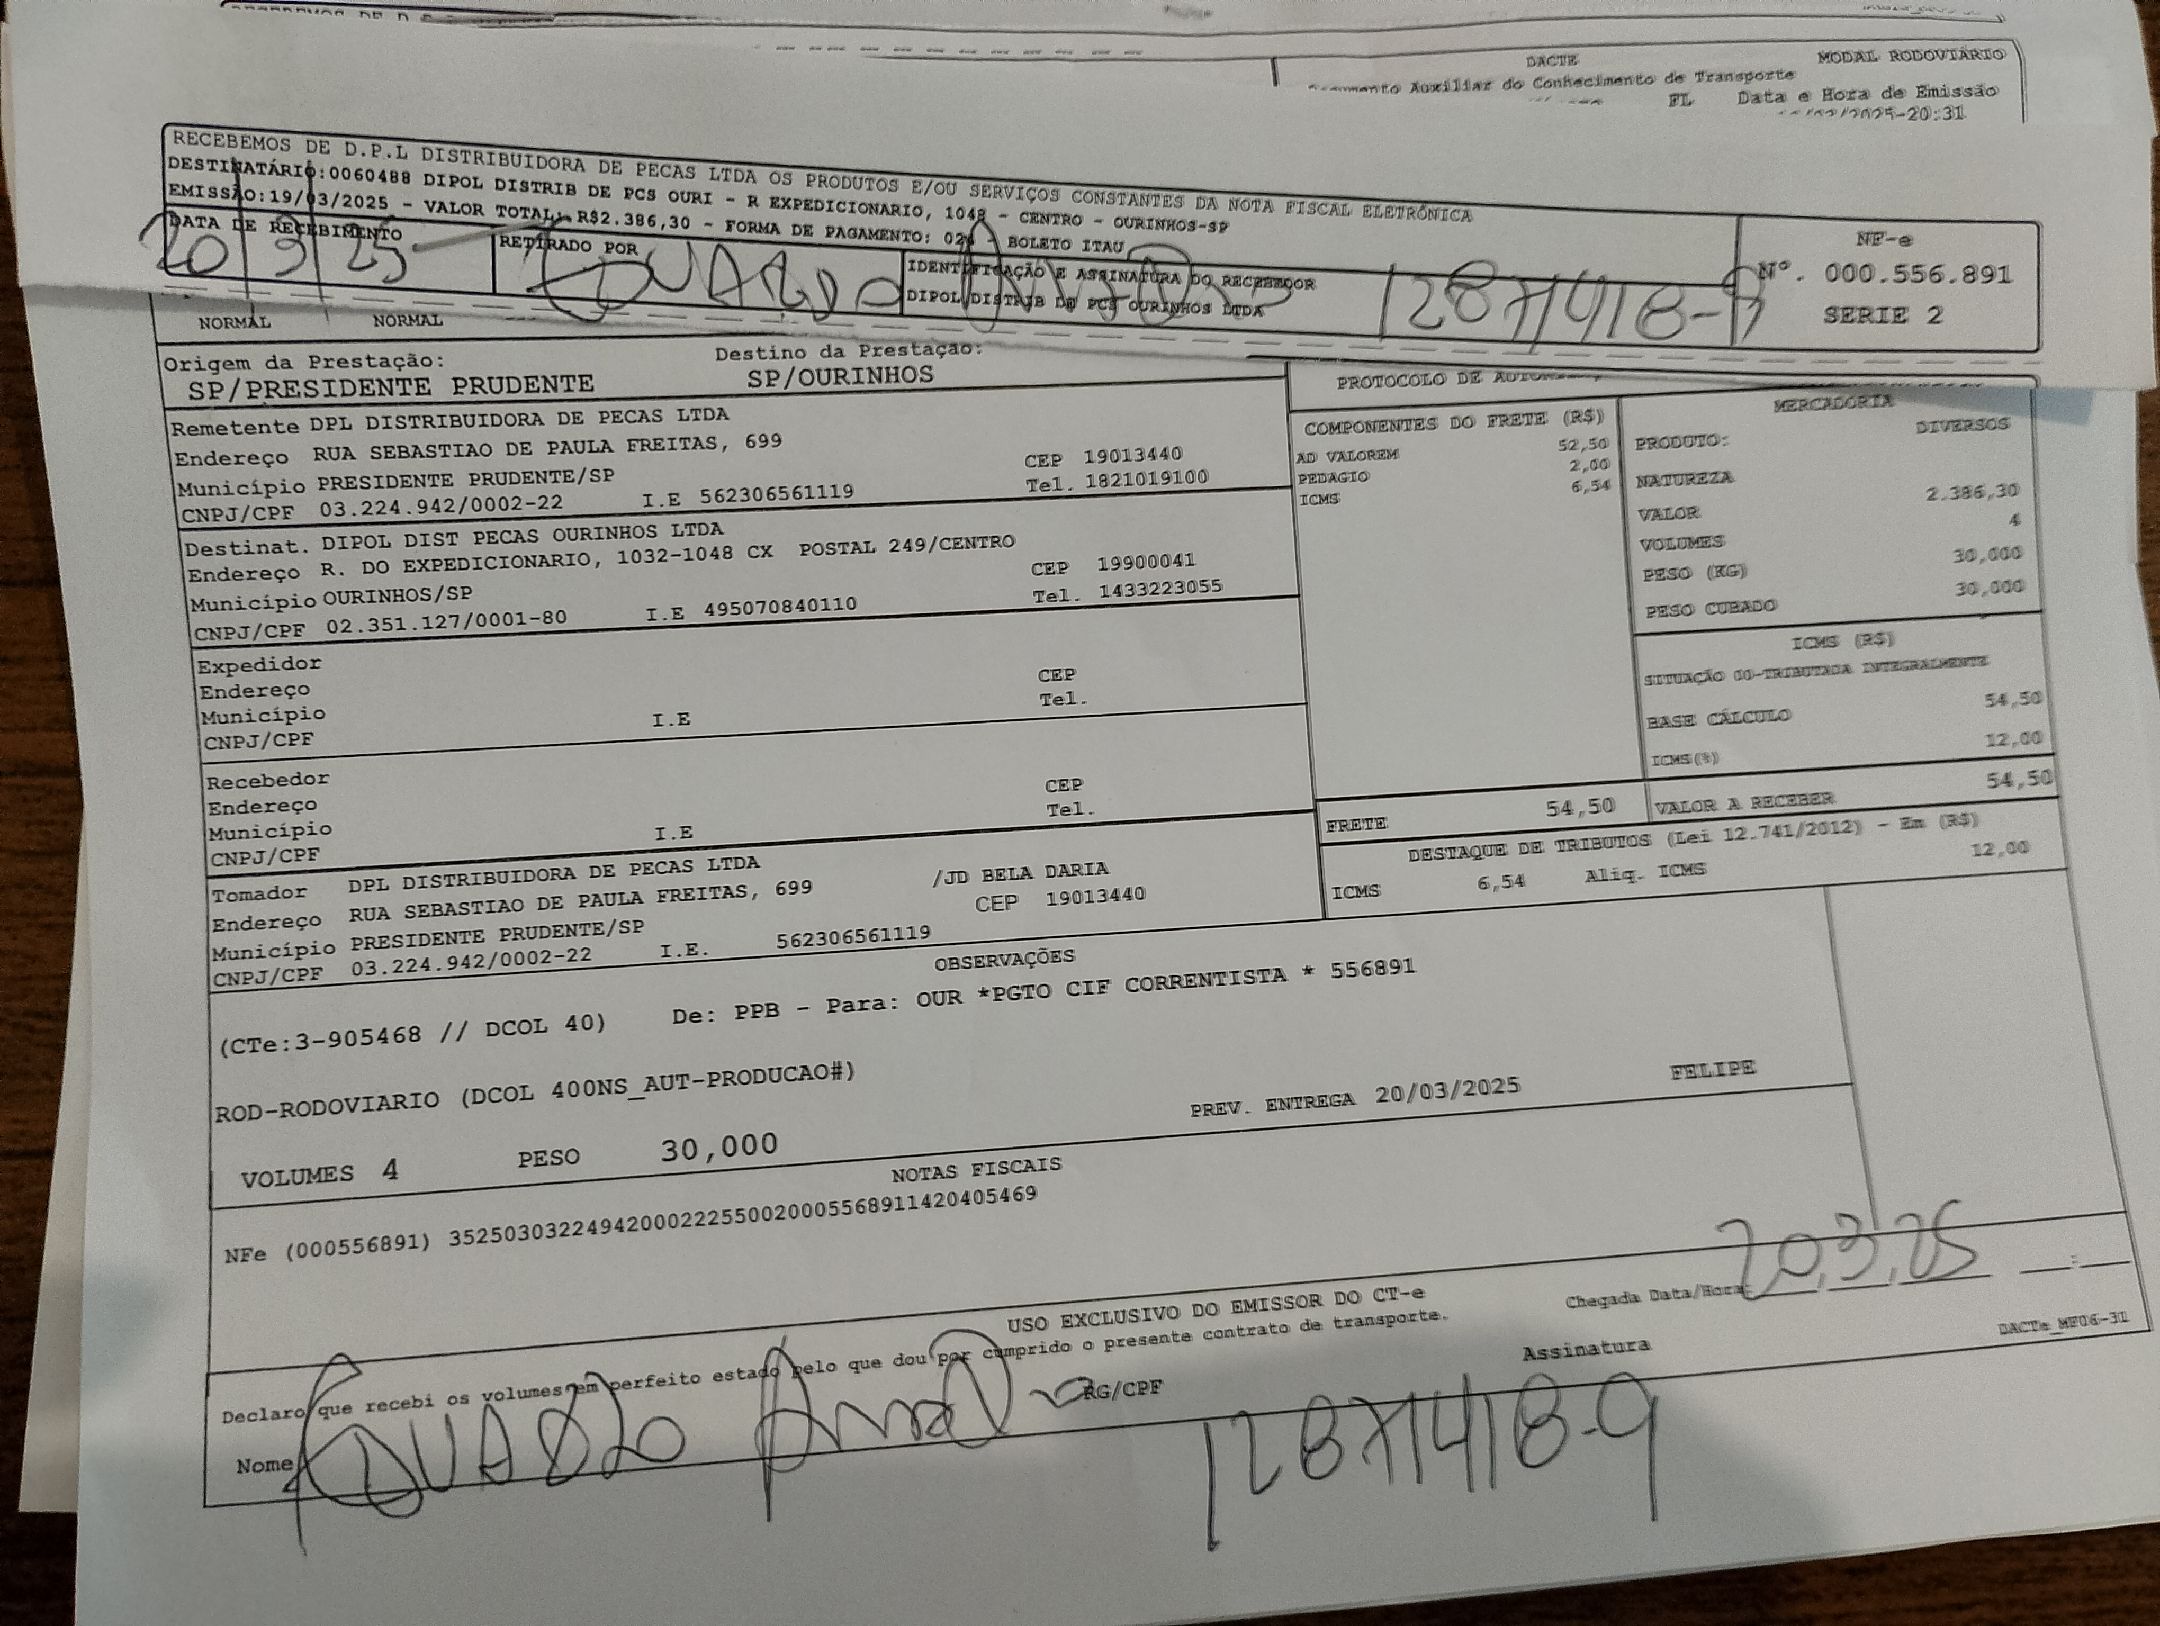 DACTE
MODAL RODOVIÁRIO
Auxiliar do Conhecimento de Transporte
FL Data e Hora de Emissão
2025-20:31
RECEBEMOS DE D.P.L DISTRIBUIDORA DE PECAS LTDA OS PRODUTOS E/OU SERVIÇOS CONSTANTES DA NOTA FISCAL ELETRÔNICA
DESTINATÁRIO:0060488 DIPOL DISTRIB DE PCS OURI - R EXPEDICIONARIO, 1048 - CENTRO - OURINHOS-SP
EMISSÃO:19/03/2025 - VALOR TOTAL: R$2.386,30 - FORMA DE PAGAMENTO: 02 - BOLETO ITAU
DATA DE RECEBIMENTO
20/3/25
RETIRADO POR
EDUARDO
IDENTIFICAÇÃO E ASSINATURA DO RECEBEDOR
DIPOL DISTRIB DE PCS OURINHOS LTDA
12871418-9
NF-e
Nº. 000.556.891
SERIE 2
NORMAL NORMAL
Origem da Prestação: Destino da Prestação:
SP/PRESIDENTE PRUDENTE SP/OURINHOS
Remetente DPL DISTRIBUIDORA DE PECAS LTDA
Endereço RUA SEBASTIAO DE PAULA FREITAS, 699 CEP 19013440
Município PRESIDENTE PRUDENTE/SP Tel. 1821019100
CNPJ/CPF 03.224.942/0002-22 I.E 562306561119
Destinat. DIPOL DIST PECAS OURINHOS LTDA
Endereço R. DO EXPEDICIONARIO, 1032-1048 CX POSTAL 249/CENTRO
Município OURINHOS/SP CEP 19900041
CNPJ/CPF 02.351.127/0001-80 I.E 495070840110 Tel. 1433223055
Expedidor
Endereço CEP
Município Tel.
CNPJ/CPF I.E
Recebedor
Endereço CEP
Município Tel.
CNPJ/CPF I.E
Tomador DPL DISTRIBUIDORA DE PECAS LTDA
Endereço RUA SEBASTIAO DE PAULA FREITAS, 699 /JD BELA DARIA
Município PRESIDENTE PRUDENTE/SP CEP 19013440
CNPJ/CPF 03.224.942/0002-22 I.E. 562306561119
PROTOCOLO DE
COMPONENTES DO FRETE (R$)
AD VALOREM 52,50
PEDAGIO 2,00
ICMS 6,54
MERCADORIA
PRODUTO: DIVERSOS
NATUREZA
VALOR 2.386,30
VOLUMES 4
PESO (KG) 30,000
PESO CUBADO 30,000
ICMS (R$)
SITUAÇÃO 00-TRIBUTADA INTEGRALMENTE
BASE CÁLCULO 54,50
ICMS(%) 12,00
FRETE 54,50 VALOR A RECEBER 54,50
DESTAQUE DE TRIBUTOS (Lei 12.741/2012) - Em (R$)
ICMS 6,54 Aliq. ICMS 12,00
OBSERVAÇÕES
(CTe:3-905468 // DCOL 40) De: PPB - Para: OUR *PGTO CIF CORRENTISTA * 556891
ROD-RODOVIARIO (DCOL 400NS_AUT-PRODUCAO#)
PREV. ENTREGA 20/03/2025 FELIPE
VOLUMES 4 PESO 30,000
NOTAS FISCAIS
NFe (000556891) 35250303224942000222550020005568911420405469
USO EXCLUSIVO DO EMISSOR DO CT-e
Declaro que recebi os volumes em perfeito estado pelo que dou por cumprido o presente contrato de transporte.
Chegada Data/Hora: 20,3,25
DACTe_MF06-31
Nome EDUARDO
RG/CPF 12871418-9
Assinatura